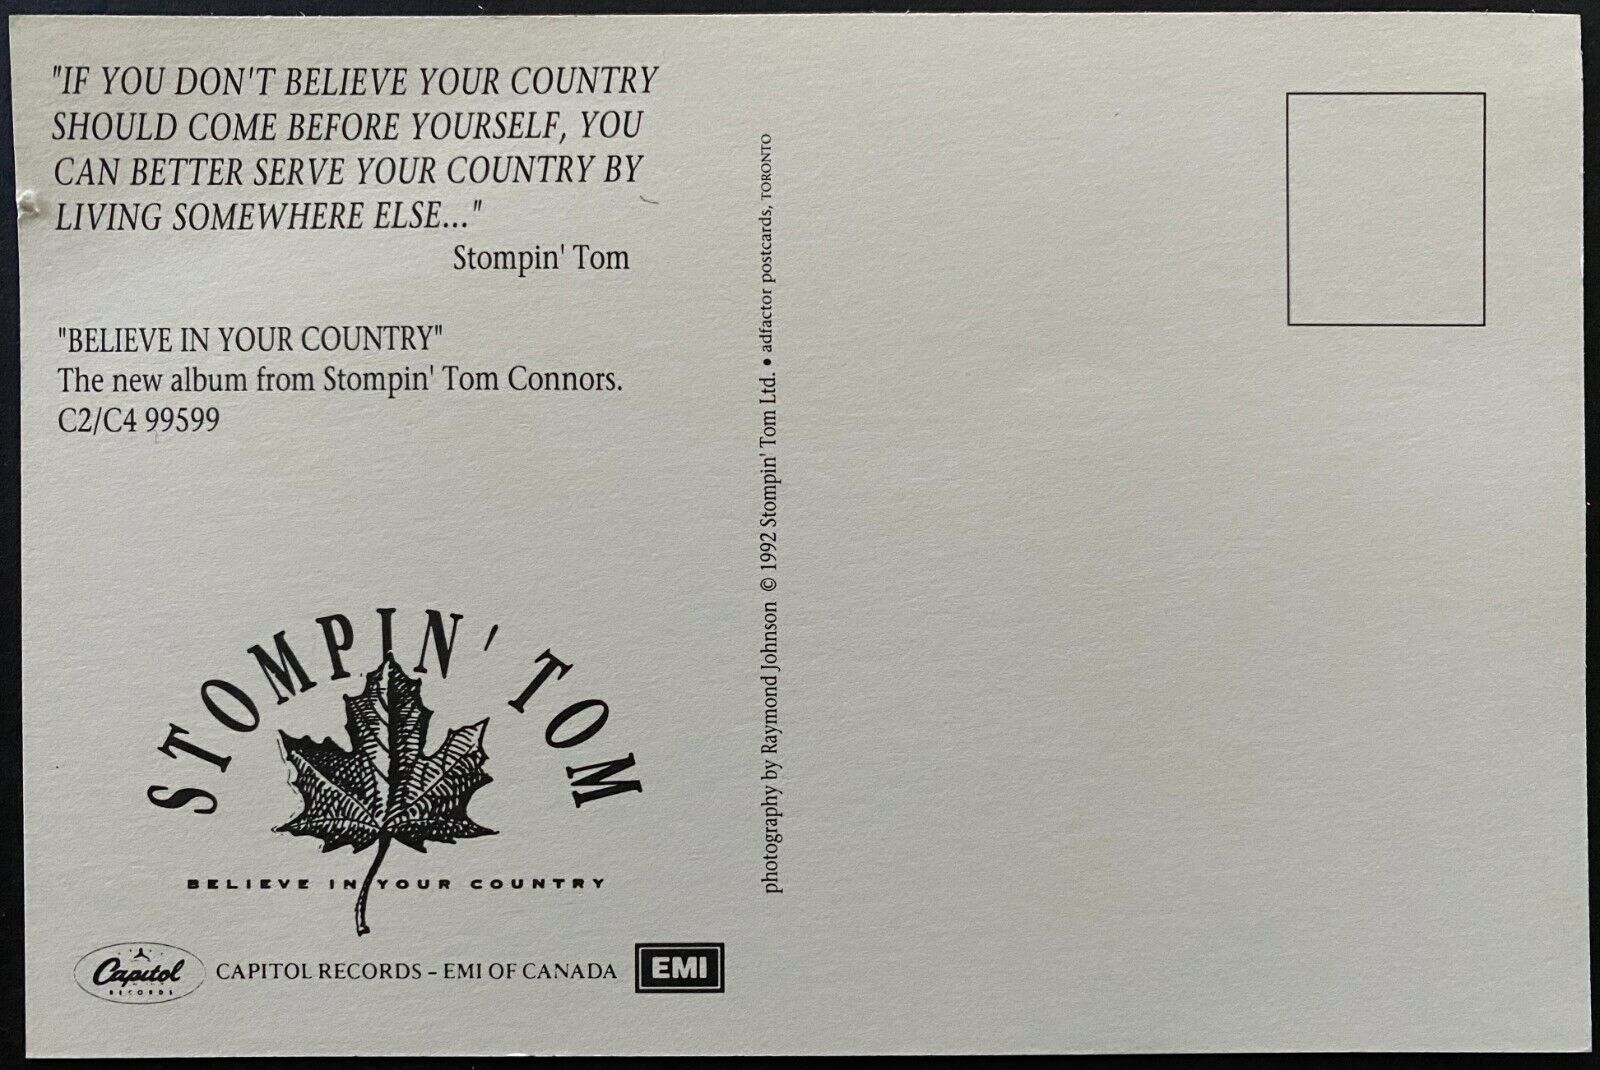 "IF YOU DON'T BELIEVE YOUR COUNTRY
SHOULD COME BEFORE YOURSELF, YOU
CAN BETTER SERVE YOUR COUNTRY BY
LIVING SOMEWHERE ELSE..."
Stompin' Tom
"BELIEVE IN YOUR COUNTRY"
The new album from Stompin' Tom Connors.
C2/C4 99599
STOMPIN' TOM
BELIEVE IN YOUR COUNTRY
Capitol
RECORDS
CAPITOL RECORDS – EMI OF CANADA
EMI
photography by Raymond Johnson © 1992 Stompin' Tom Ltd. • adfactor postcards, TORONTO